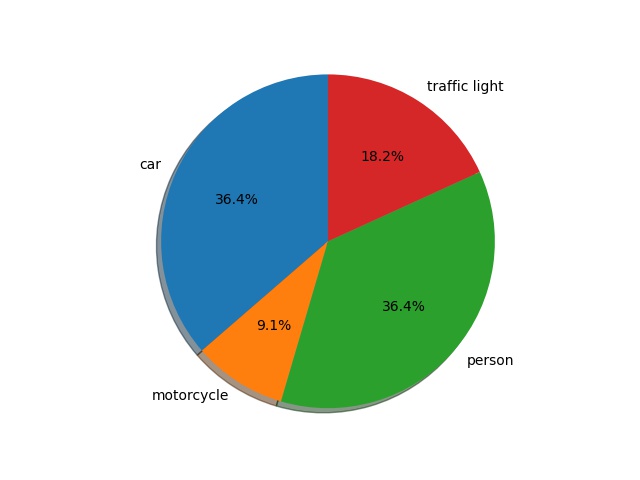 traffic light
18.2%
car
36.4%
36.4%
9.1%
person
motorcycle